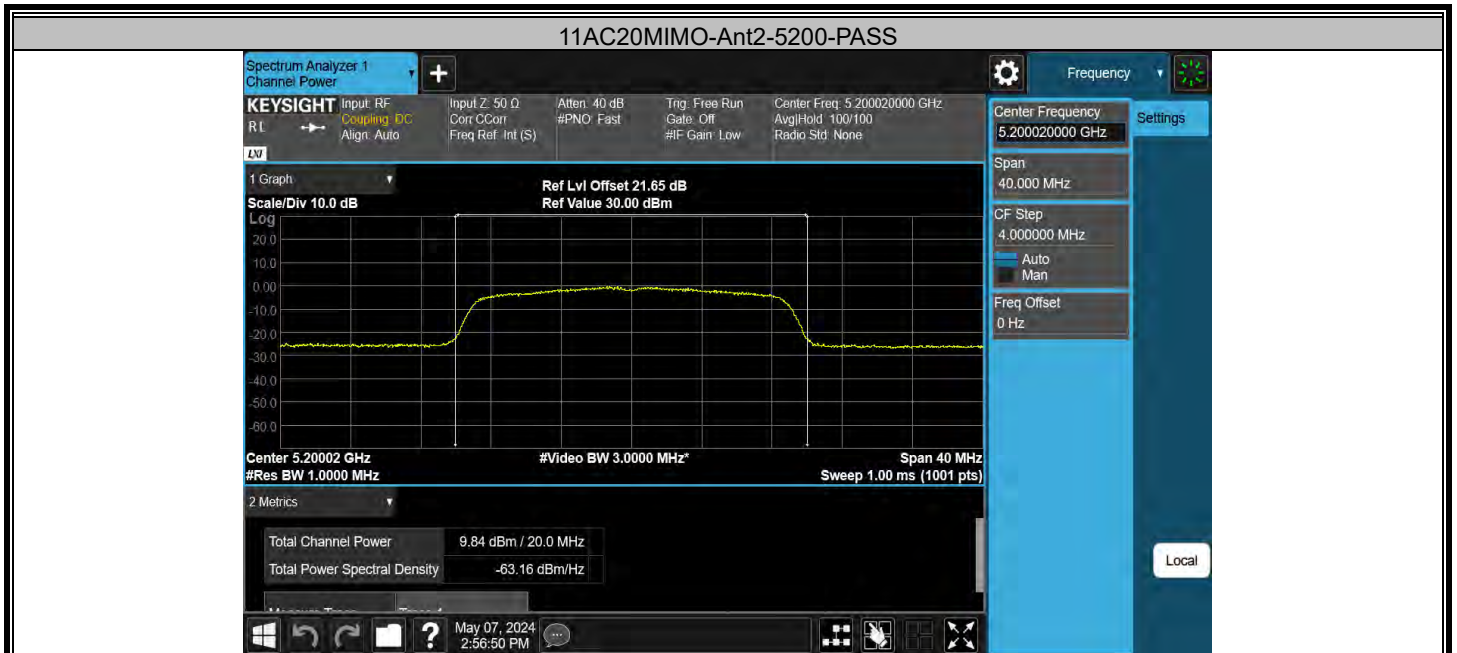 11AC20MIMO-Ant2-5200-PASS
Spectrum Analyzer 1
Channel Power
+
Frequency
KEYSIGHT
RL
LXI
Input: RF
Coupling: DC
Align: Auto
Input Z: 50 Ω
Corr CCorr
Freq Ref: Int (S)
Atten: 40 dB
#PNO: Fast
Trig: Free Run
Gate: Off
#IF Gain: Low
Center Freq: 5.200020000 GHz
Avg|Hold: 100/100
Radio Std: None
Center Frequency
5.200020000 GHz
Settings
Span
40.000 MHz
CF Step
4.000000 MHz
Auto
Man
Freq Offset
0 Hz
1 Graph
Scale/Div 10.0 dB
Ref Lvl Offset 21.65 dB
Ref Value 30.00 dBm
Log
20.0
10.0
0.00
-10.0
-20.0
-30.0
-40.0
-50.0
-60.0
Center 5.20002 GHz
#Video BW 3.0000 MHz*
Span 40 MHz
#Res BW 1.0000 MHz
Sweep 1.00 ms (1001 pts)
2 Metrics
Total Channel Power 9.84 dBm / 20.0 MHz
Total Power Spectral Density -63.16 dBm/Hz
Local
?
May 07, 2024
2:56:50 PM